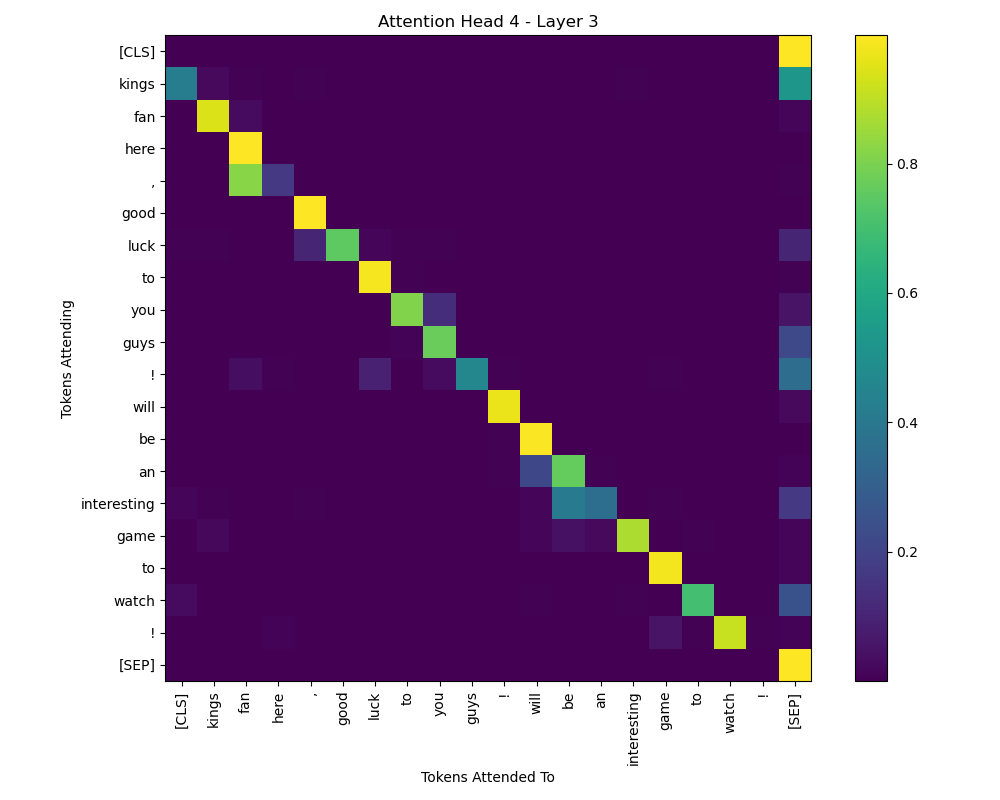 Attention Head 4 - Layer 3
[CLS]
kings
fan
here
,
good
luck
to
you
guys
!
will
be
an
interesting
game
to
watch
!
[SEP]
Tokens Attending
[CLS] kings fan here , good luck to you guys ! will be an interesting game to watch ! [SEP]
Tokens Attended To
0.8
0.6
0.4
0.2